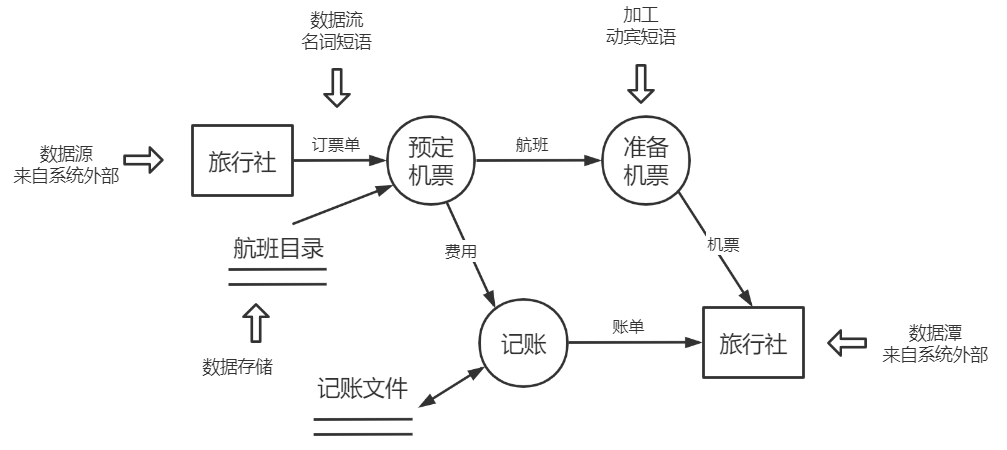 数据流
名词短语
加工
动宾短语
数据源
来自系统外部
旅行社
订票单
预定
机票
航班
准备
机票
航班目录
费用
机票
数据存储
记账
账单
旅行社
数据潭
来自系统外部
记账文件